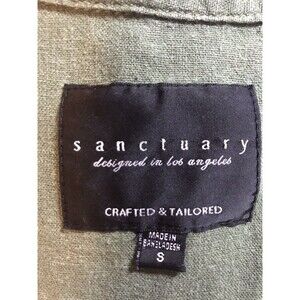 sanctuary
designed in los angeles
CRAFTED & TAILORED
MADE IN
BANGLADESH
S